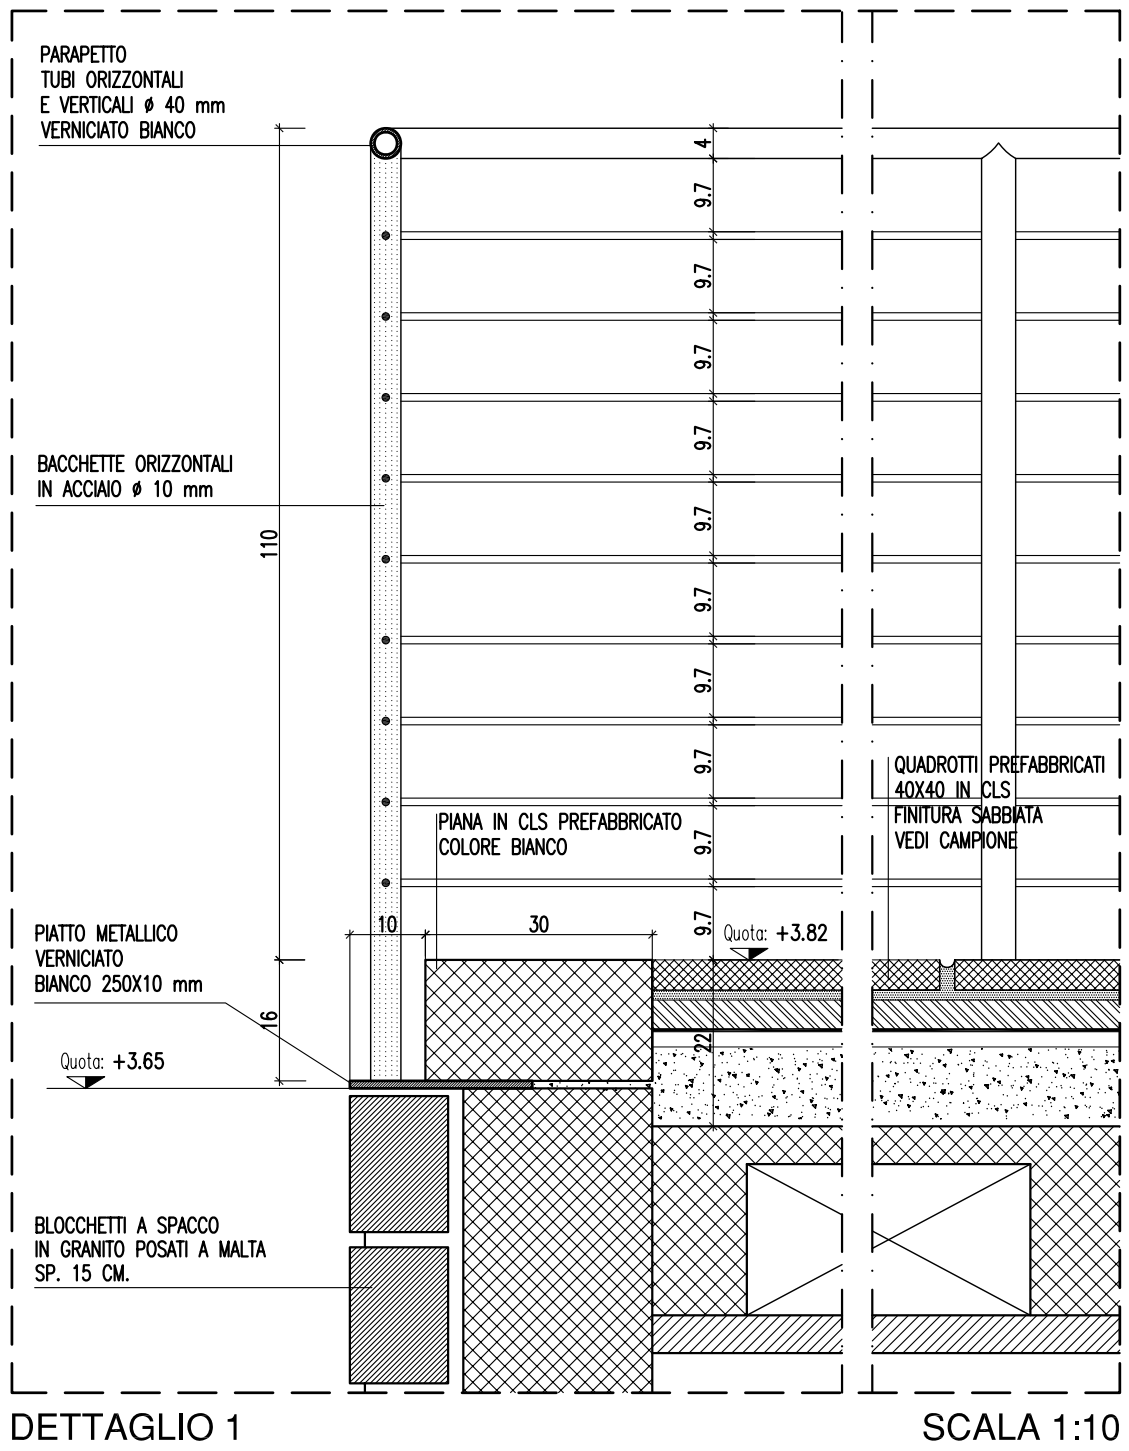 PARAPETTO
TUBI ORIZZONTALI
E VERTICALI ø 40 mm
VERNICIATO BIANCO
4
9.7
9.7
9.7
9.7
BACCHETTE ORIZZONTALI
IN ACCIAIO ø 10 mm
110
9.7
9.7
9.7
9.7
QUADROTTI PREFABBRICATI
40X40 IN CLS
FINITURA SABBIATA
VEDI CAMPIONE
PIANA IN CLS PREFABBRICATO
COLORE BIANCO
9.7
9.7
10
30
Quota: +3.82
PIATTO METALLICO
VERNICIATO
BIANCO 250X10 mm
16
22
Quota: +3.65
BLOCCHETTI A SPACCO
IN GRANITO POSATI A MALTA
SP. 15 CM.
DETTAGLIO 1
SCALA 1:10